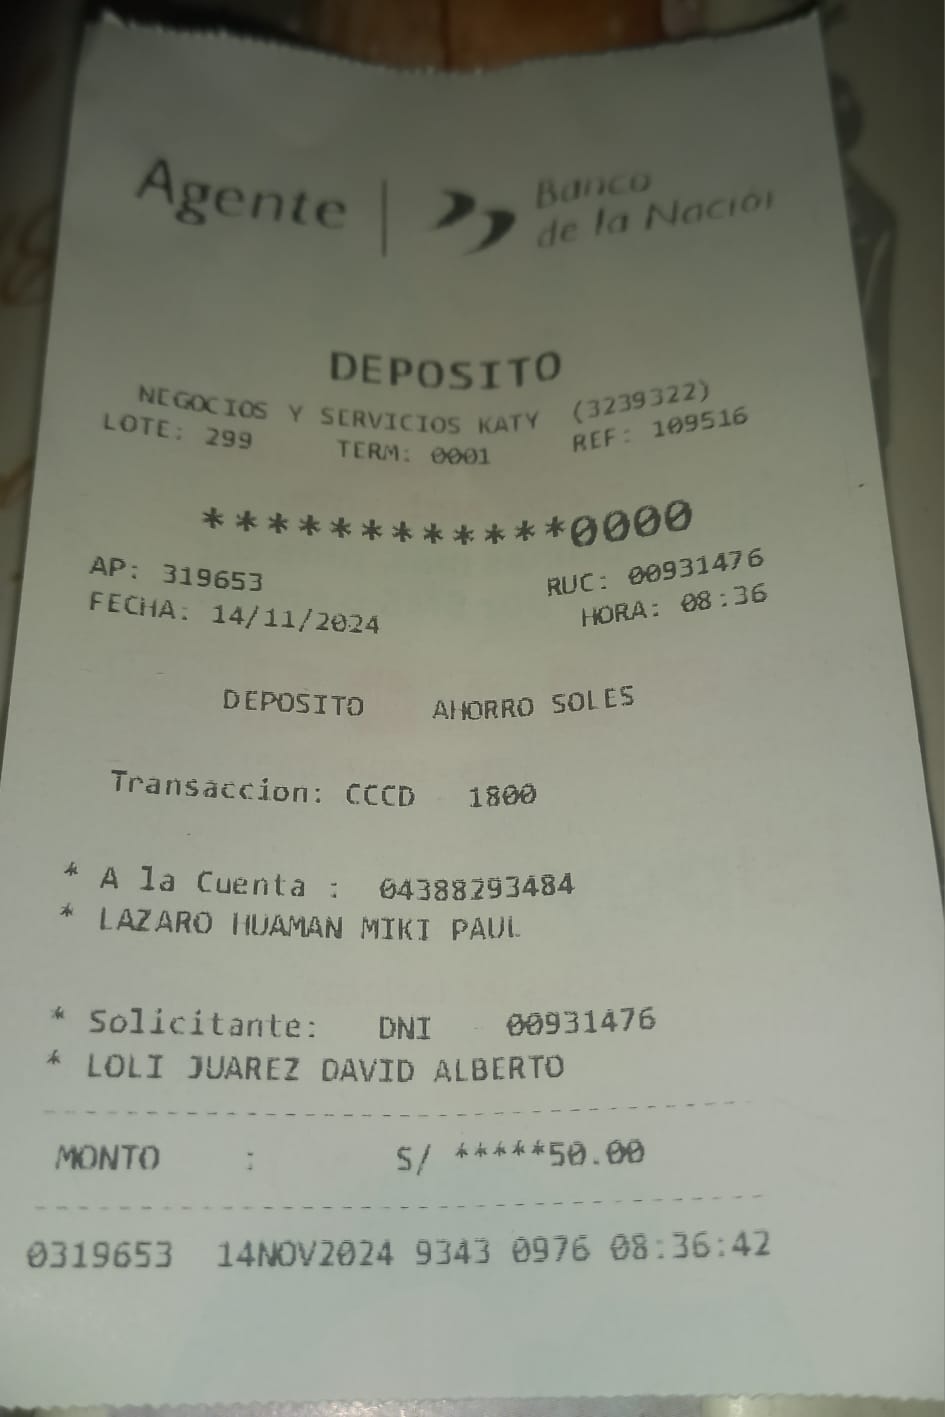 Agente | Banco
de la Nación
DEPOSITO
NEGOCIOS Y SERVICIOS KATY (3239322)
LOTE: 299 TERM: 0001 REF: 109516
************0000
AP: 319653 RUC: 00931476
FECHA: 14/11/2024 HORA: 08:36
DEPOSITO AHORRO SOLES
Transaccion: CCCD 1800
* A la Cuenta : 04388293484
* LAZARO HUAMAN MIKI PAUL
* Solicitante: DNI 00931476
* LOLI JUAREZ DAVID ALBERTO
MONTO : S/ *****50.00
0319653 14NOV2024 9343 0976 08:36:42